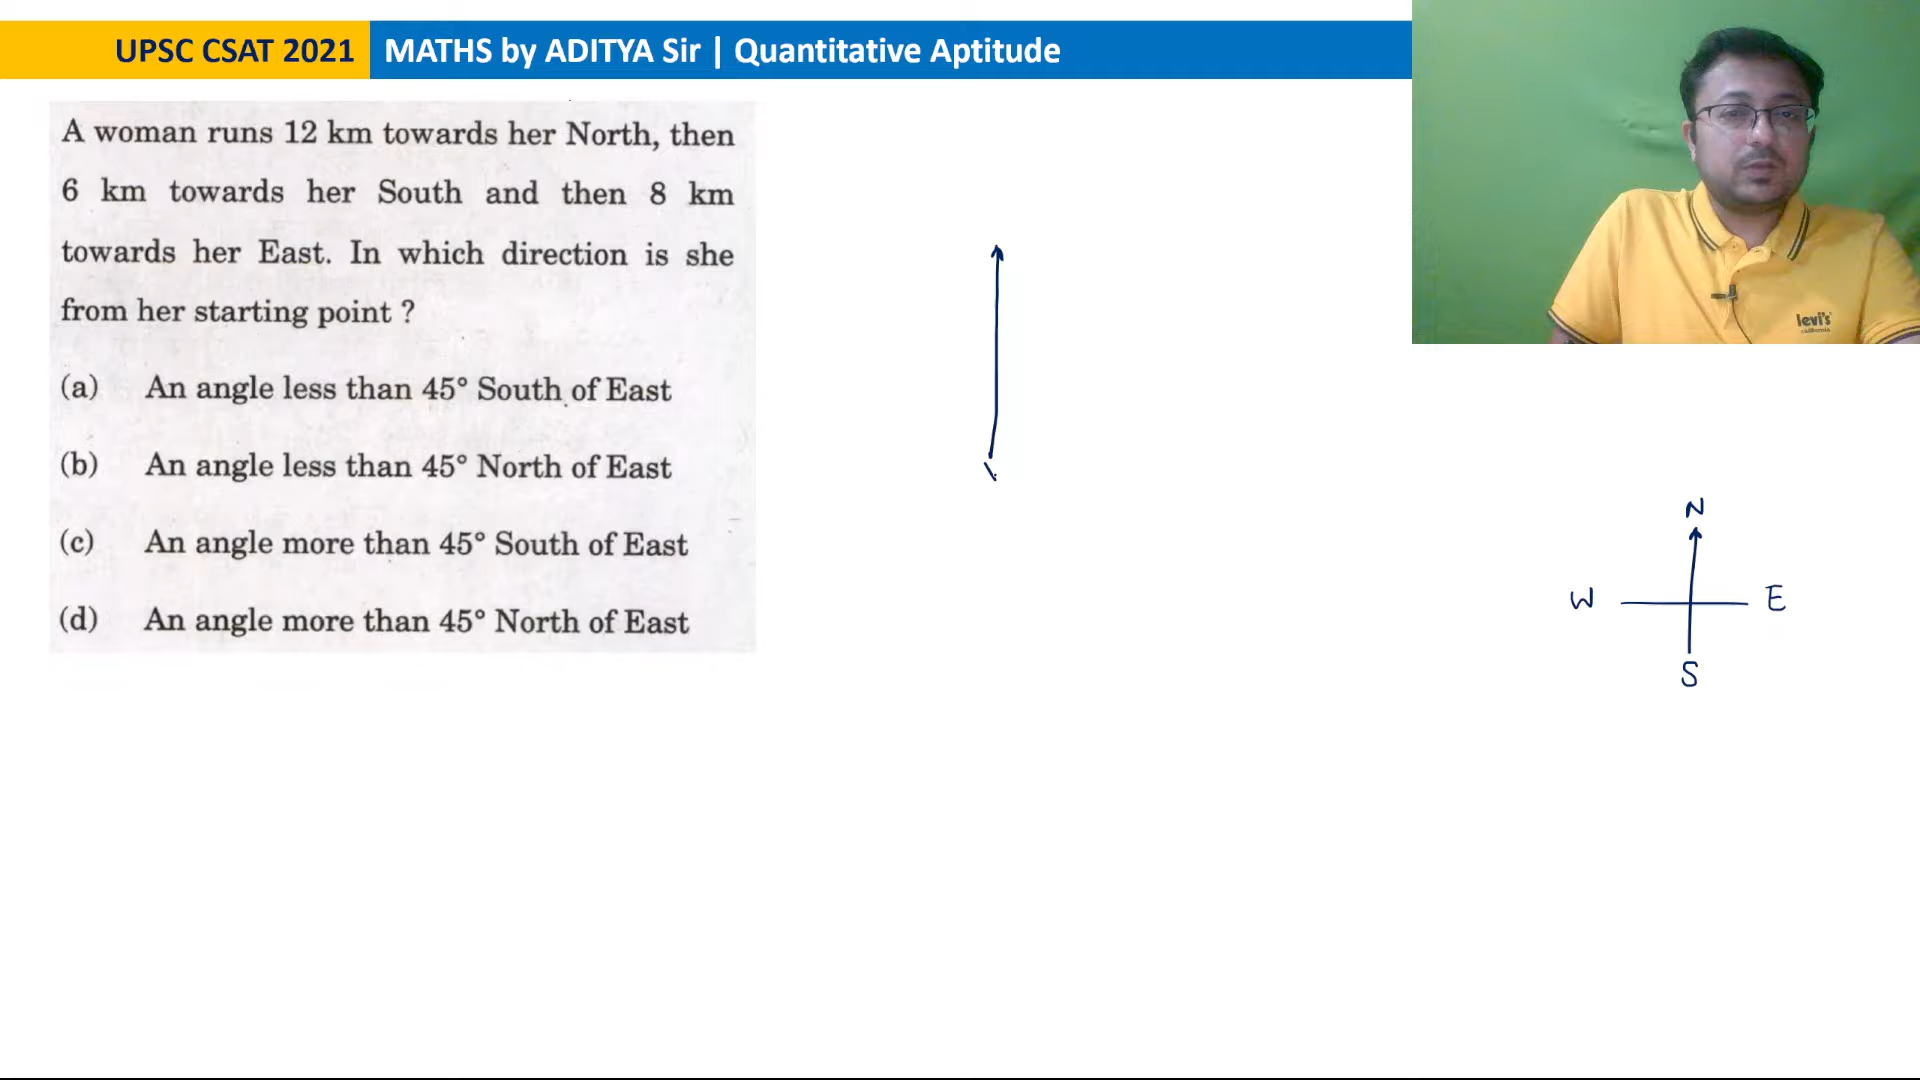 UPSC CSAT 2021
MATHS by ADITYA Sir | Quantitative Aptitude
A woman runs 12 km towards her North, then
6 km towards her South and then 8 km
towards her East. In which direction is she
from her starting point ?
(a) An angle less than 45° South of East
(b) An angle less than 45° North of East
(c) An angle more than 45° South of East
(d) An angle more than 45° North of East
levi's
california
N
W E
S